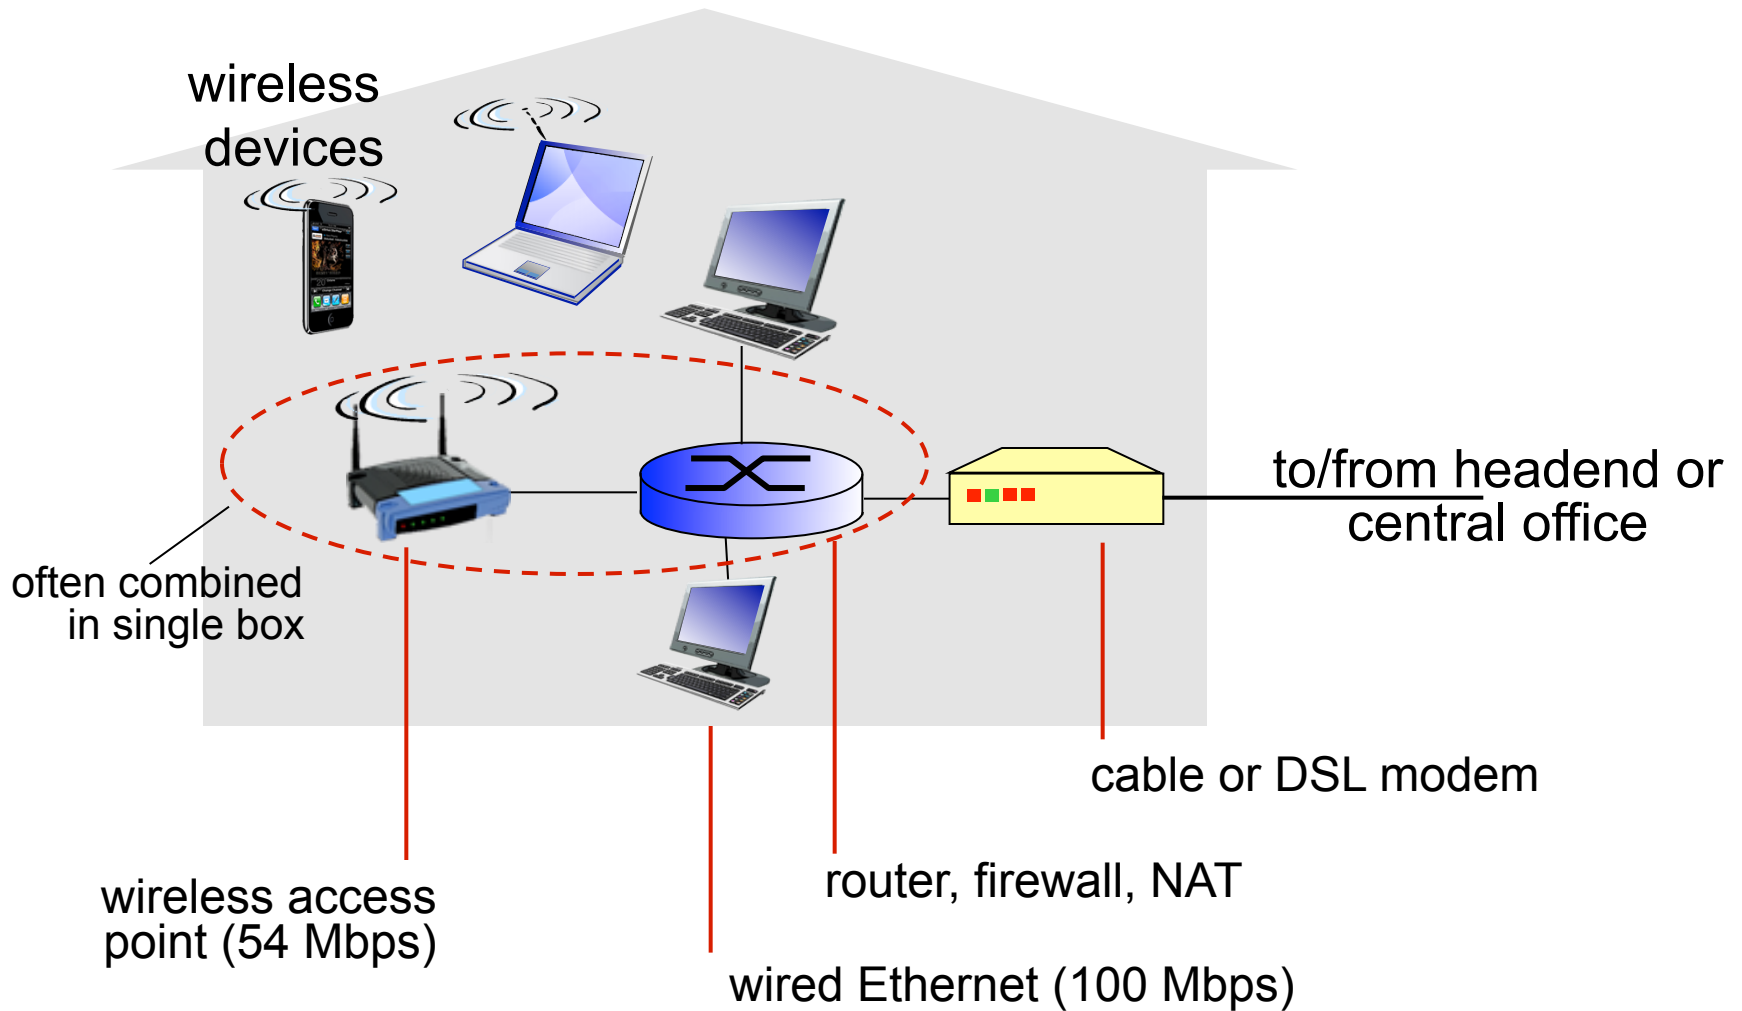 wireless
devices
to/from headend or
central office
often combined
in single box
cable or DSL modem
router, firewall, NAT
wireless access
point (54 Mbps)
wired Ethernet (100 Mbps)